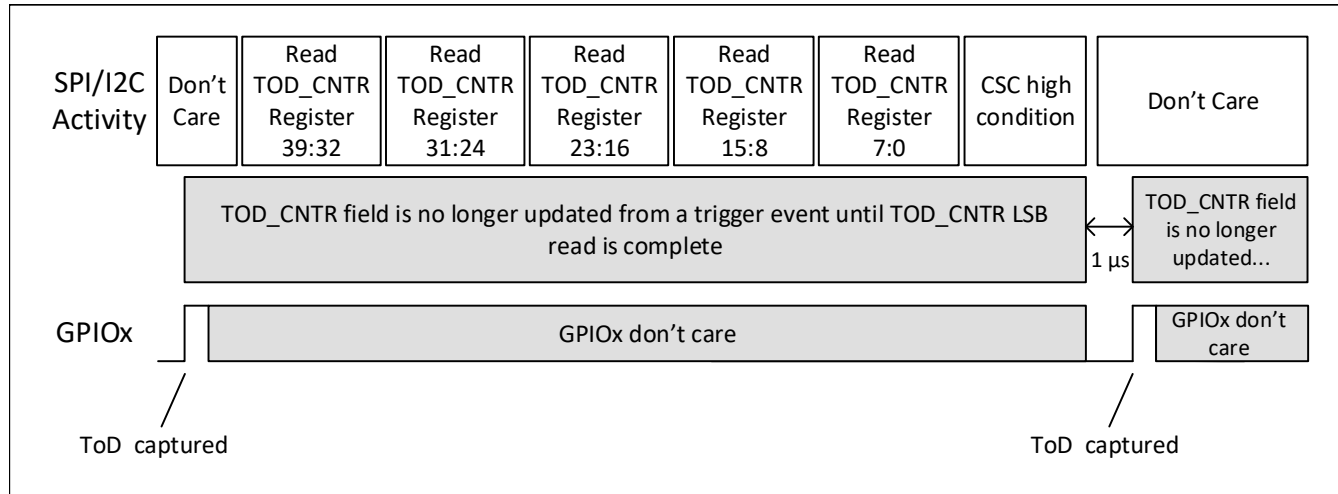 SPI/I2C
Activity
Don't
Care
Read
TOD_CNTR
Register
39:32
Read
TOD_CNTR
Register
31:24
Read
TOD_CNTR
Register
23:16
Read
TOD_CNTR
Register
15:8
Read
TOD_CNTR
Register
7:0
CSC high
condition
Don't Care
TOD_CNTR field is no longer updated from a trigger event until TOD_CNTR LSB
read is complete
1 µs
TOD_CNTR field
is no longer
updated...
GPIOx
GPIOx don't care
GPIOx don't
care
ToD captured
ToD captured